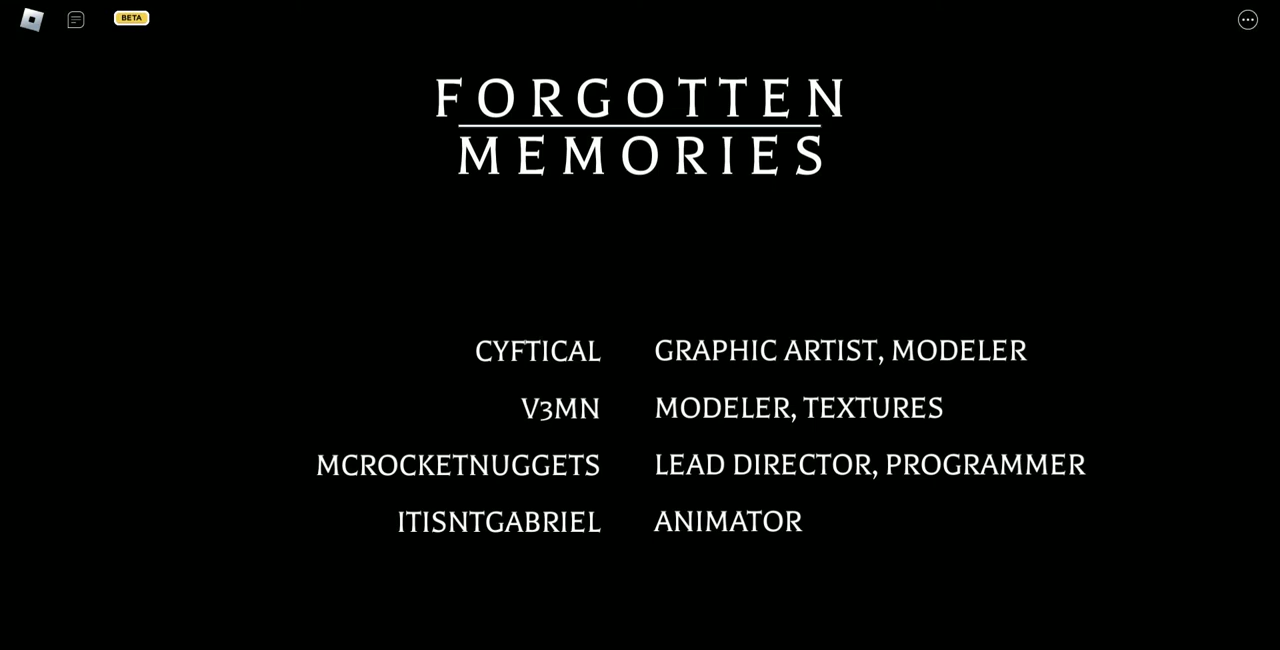 BETA
FORGOTTEN
MEMORIES
CYFTICAL GRAPHIC ARTIST, MODELER
V3MN MODELER, TEXTURES
MCROCKETNUGGETS LEAD DIRECTOR, PROGRAMMER
ITISNTGABRIEL ANIMATOR